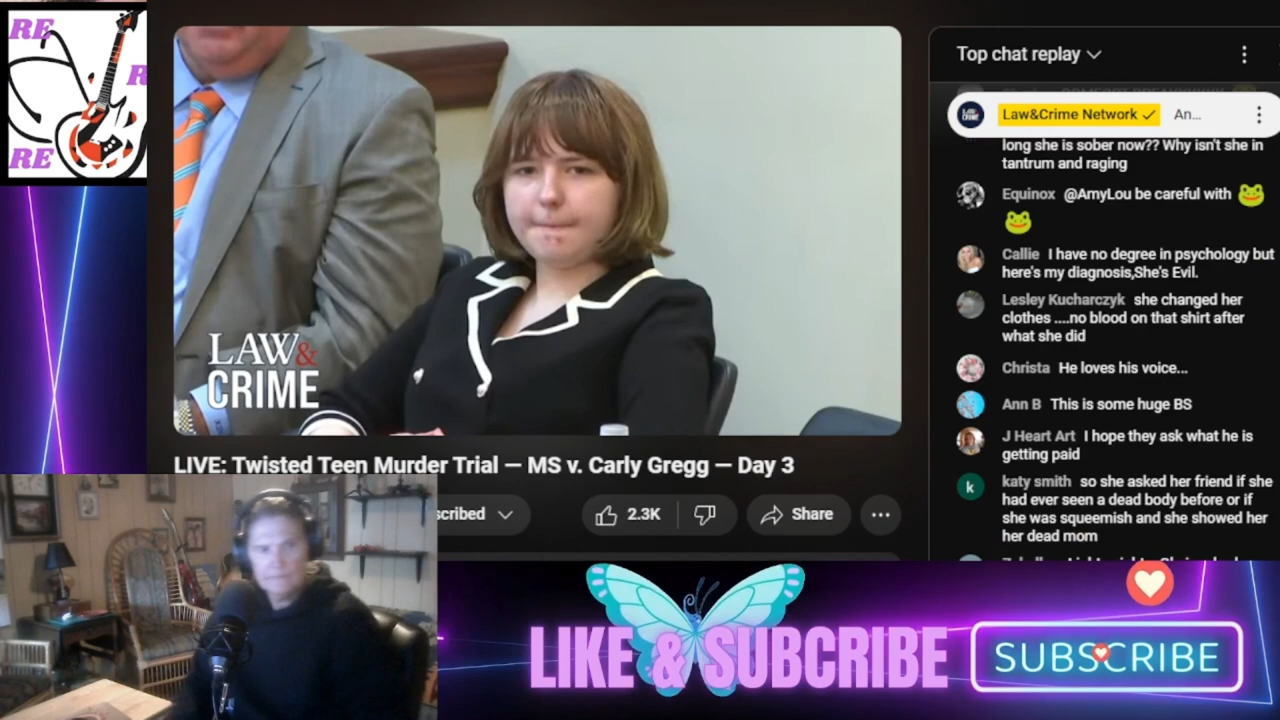 RE
R
RE
LAW&
CRIME
LIVE: Twisted Teen Murder Trial — MS v. Carly Gregg — Day 3
scribed
2.3K
Share
Top chat replay
Law&Crime Network
An...
long she is sober now?? Why isn't she in
tantrum and raging
Equinox @AmyLou be careful with 🐸
🐸
Callie I have no degree in psychology but
here's my diagnosis,She's Evil.
Lesley Kucharczyk she changed her
clothes ....no blood on that shirt after
what she did
Christa He loves his voice...
Ann B This is some huge BS
J Heart Art I hope they ask what he is
getting paid
k
katy smith so she asked her friend if she
had ever seen a dead body before or if
she was squeemish and she showed her
her dead mom
LIKE & SUBCRIBE
SUBSCRIBE